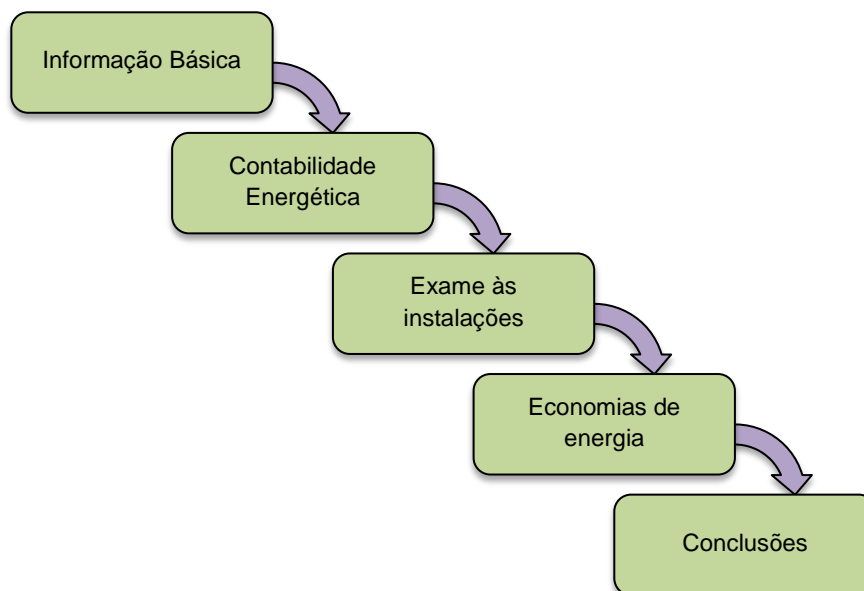 Informação Básica
Contabilidade
Energética
Exame às
instalações
Economias de
energia
Conclusões